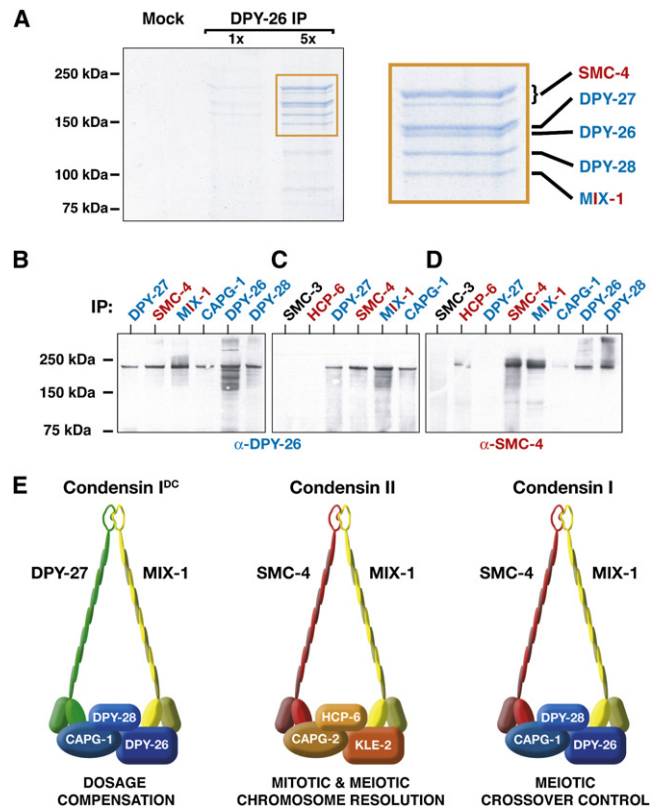 A
Mock
DPY-26 IP
1x
5x
250 kDa
150 kDa
100 kDa
75 kDa
SMC-4
DPY-27
DPY-26
DPY-28
MIX-1
B
C
D
IP:
DPY-27
SMC-4
MIX-1
CAPG-1
DPY-26
DPY-28
SMC-3
HCP-6
DPY-27
SMC-4
MIX-1
CAPG-1
SMC-3
HCP-6
DPY-27
SMC-4
MIX-1
CAPG-1
DPY-26
DPY-28
250 kDa
150 kDa
75 kDa
α-DPY-26
α-SMC-4
E
Condensin IDC
DPY-27
MIX-1
DPY-28
CAPG-1
DPY-26
DOSAGE
COMPENSATION
Condensin II
SMC-4
MIX-1
HCP-6
CAPG-2
KLE-2
MITOTIC & MEIOTIC
CHROMOSOME RESOLUTION
Condensin I
SMC-4
MIX-1
DPY-28
CAPG-1
DPY-26
MEIOTIC
CROSSOVER CONTROL